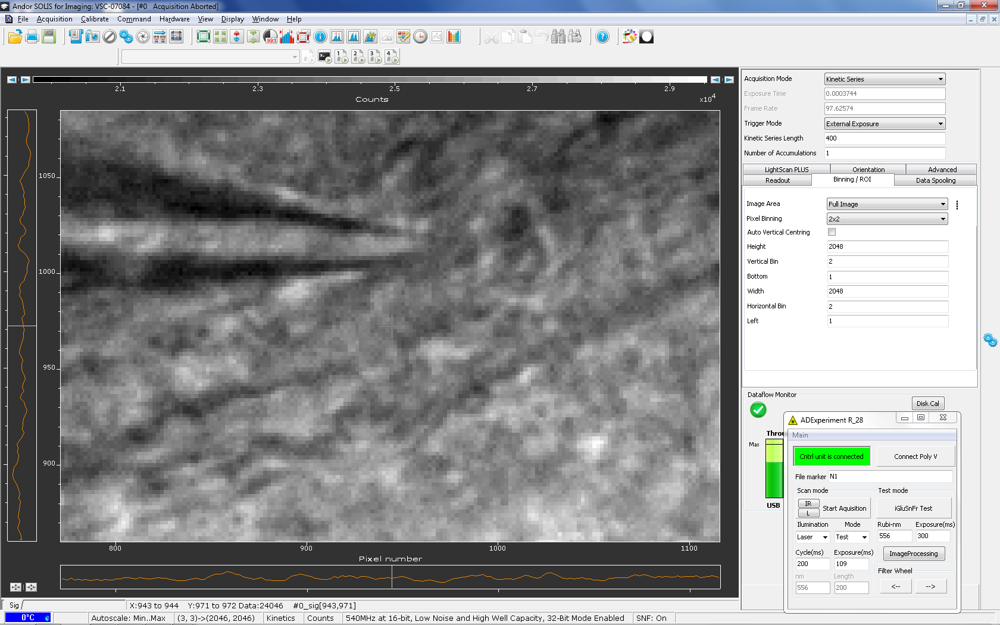 Andor SOLIS for Imaging: VSC-07084 - [#0   Acquisition Aborted]
File Acquisition Calibrate Command Hardware View Display Window Help
99:1
# 1 # 2 # 3 # 4 #
2.1 2.3 2.5 2.7 2.9
Counts x10^4
1050
1000
950
900
800 900 1000 1100
Pixel number
Acquisition Mode Kinetic Series
Exposure Time 0.0003744
Frame Rate 97.62574
Trigger Mode External Exposure
Kinetic Series Length 400
Number of Accumulations 1
LightScan PLUS Orientation Advanced
Readout Binning / ROI Data Spooling
Image Area Full Image
Pixel Binning 2x2
Auto Vertical Centring
Height 2048
Vertical Bin 2
Bottom 1
Width 2048
Horizontal Bin 2
Left 1
Dataflow Monitor
Disk Cal
Throu
Max
USB
ADExperiment R_28
Main
Cntrl unit is connected Connect Poly V
File marker N1
Scan mode Test mode
IR
L
Start Aquisition iGluSnFr Test
Ilumination Mode Rubi-nm Exposure(ms)
Laser Test 556 300
Cycle(ms) Exposure(ms) ImageProcessing
200 109
nm Length Filter Wheel
556 200 <-- -->
Sig X:943 to 944 Y:971 to 972 Data:24046 #0_sig[943,971]
0°C Autoscale: Min..Max (3, 3)->(2046, 2046) Kinetics Counts 540MHz at 16-bit, Low Noise and High Well Capacity, 32-Bit Mode Enabled SNF: On